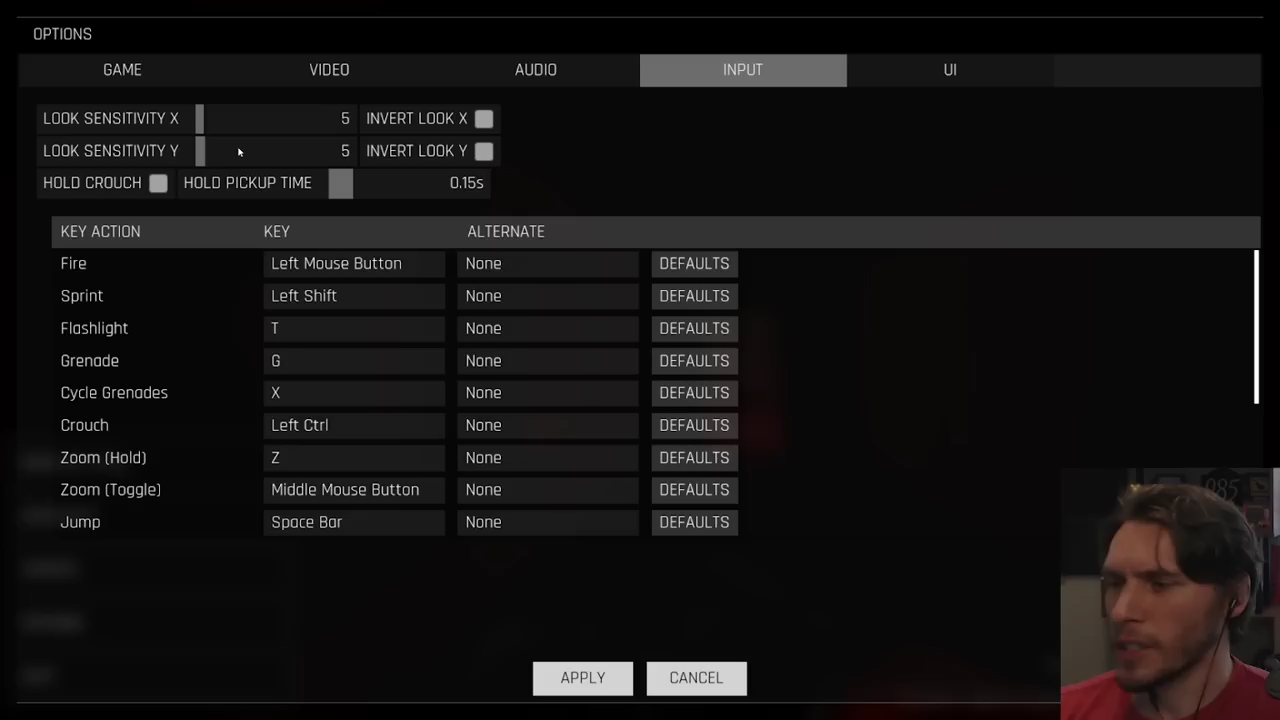 OPTIONS
GAME VIDEO AUDIO INPUT UI
LOOK SENSITIVITY X 5 INVERT LOOK X
LOOK SENSITIVITY Y 5 INVERT LOOK Y
HOLD CROUCH HOLD PICKUP TIME 0.15s
KEY ACTION KEY ALTERNATE
Fire Left Mouse Button None DEFAULTS
Sprint Left Shift None DEFAULTS
Flashlight T None DEFAULTS
Grenade G None DEFAULTS
Cycle Grenades X None DEFAULTS
Crouch Left Ctrl None DEFAULTS
Zoom (Hold) Z None DEFAULTS
Zoom (Toggle) Middle Mouse Button None DEFAULTS
Jump Space Bar None DEFAULTS
985
APPLY CANCEL